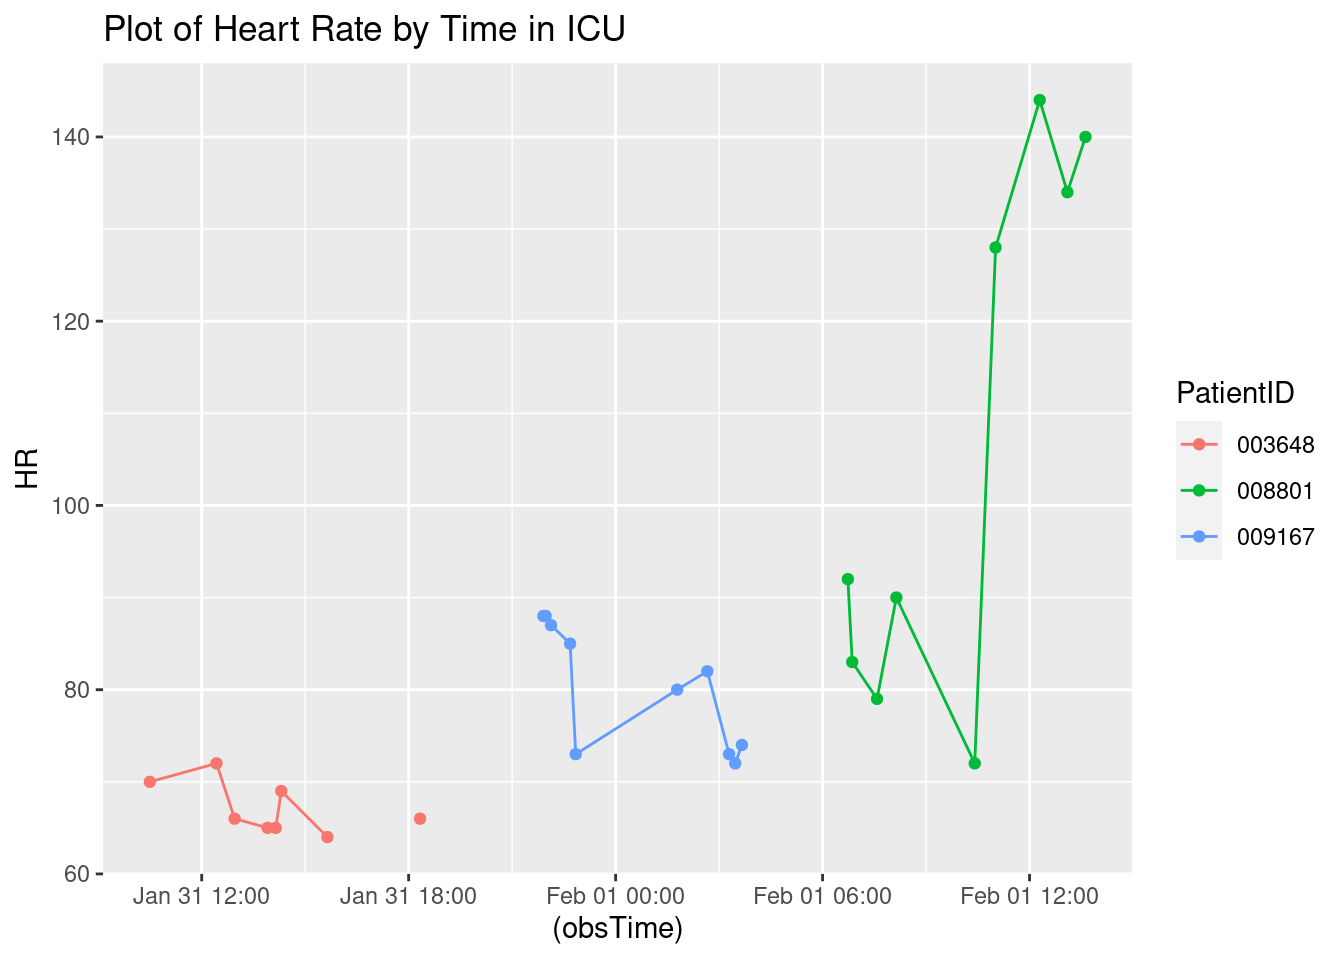 Plot of Heart Rate by Time in ICU
140
120
100
80
60
HR
Jan 31 12:00
Jan 31 18:00
Feb 01 00:00
Feb 01 06:00
Feb 01 12:00
(obsTime)
PatientID
003648
008801
009167